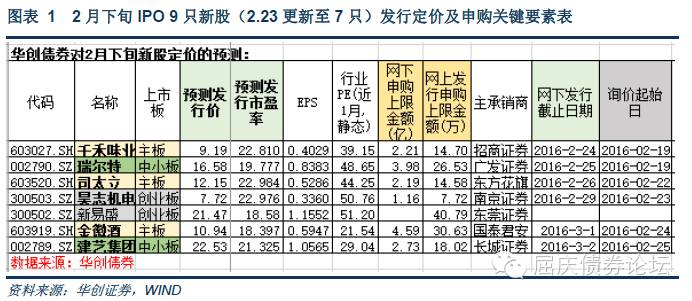 图表 1 2 月下旬 IPO 9 只新股（2.23 更新至 7 只）发行定价及申购关键要素表
华创债券对2月下旬新股定价的预测：
代码 名称 上市板 预测发行价 预测发行市盈率 EPS 行业PE(近1月,静态) 网下申购上限金额(亿) 网上发行申购上限金额(万) 主承销商 网下发行截止日期 询价起始日
603027.SH 千禾味业 主板 9.19 22.810 0.4029 39.15 2.21 14.70 招商证券 2016-2-24 2016-02-19
002790.SZ 瑞尔特 中小板 16.58 19.777 0.8383 48.65 3.98 26.53 广发证券 2016-2-25 2016-02-19
603520.SH 司太立 主板 12.15 22.984 0.5286 44.25 2.19 14.58 东方花旗 2016-2-26 2016-02-22
300503.SZ 昊志机电 创业板 7.72 22.976 0.3360 50.76 1.16 7.72 南京证券 2016-2-29 2016-02-23
300502.SZ 新易盛 创业板 21.47 18.58 1.1552 51.20 40.79 东莞证券
603919.SH 金徽酒 主板 10.94 18.397 0.5947 21.54 4.59 30.63 国泰君安 2016-3-1 2016-02-24
002789.SZ 建艺集团 中小板 22.53 21.325 1.0565 29.04 2.73 18.02 长城证券 2016-3-2 2016-02-25
数据来源：华创债券
屈庆债券论坛
资料来源：华创证券，WIND